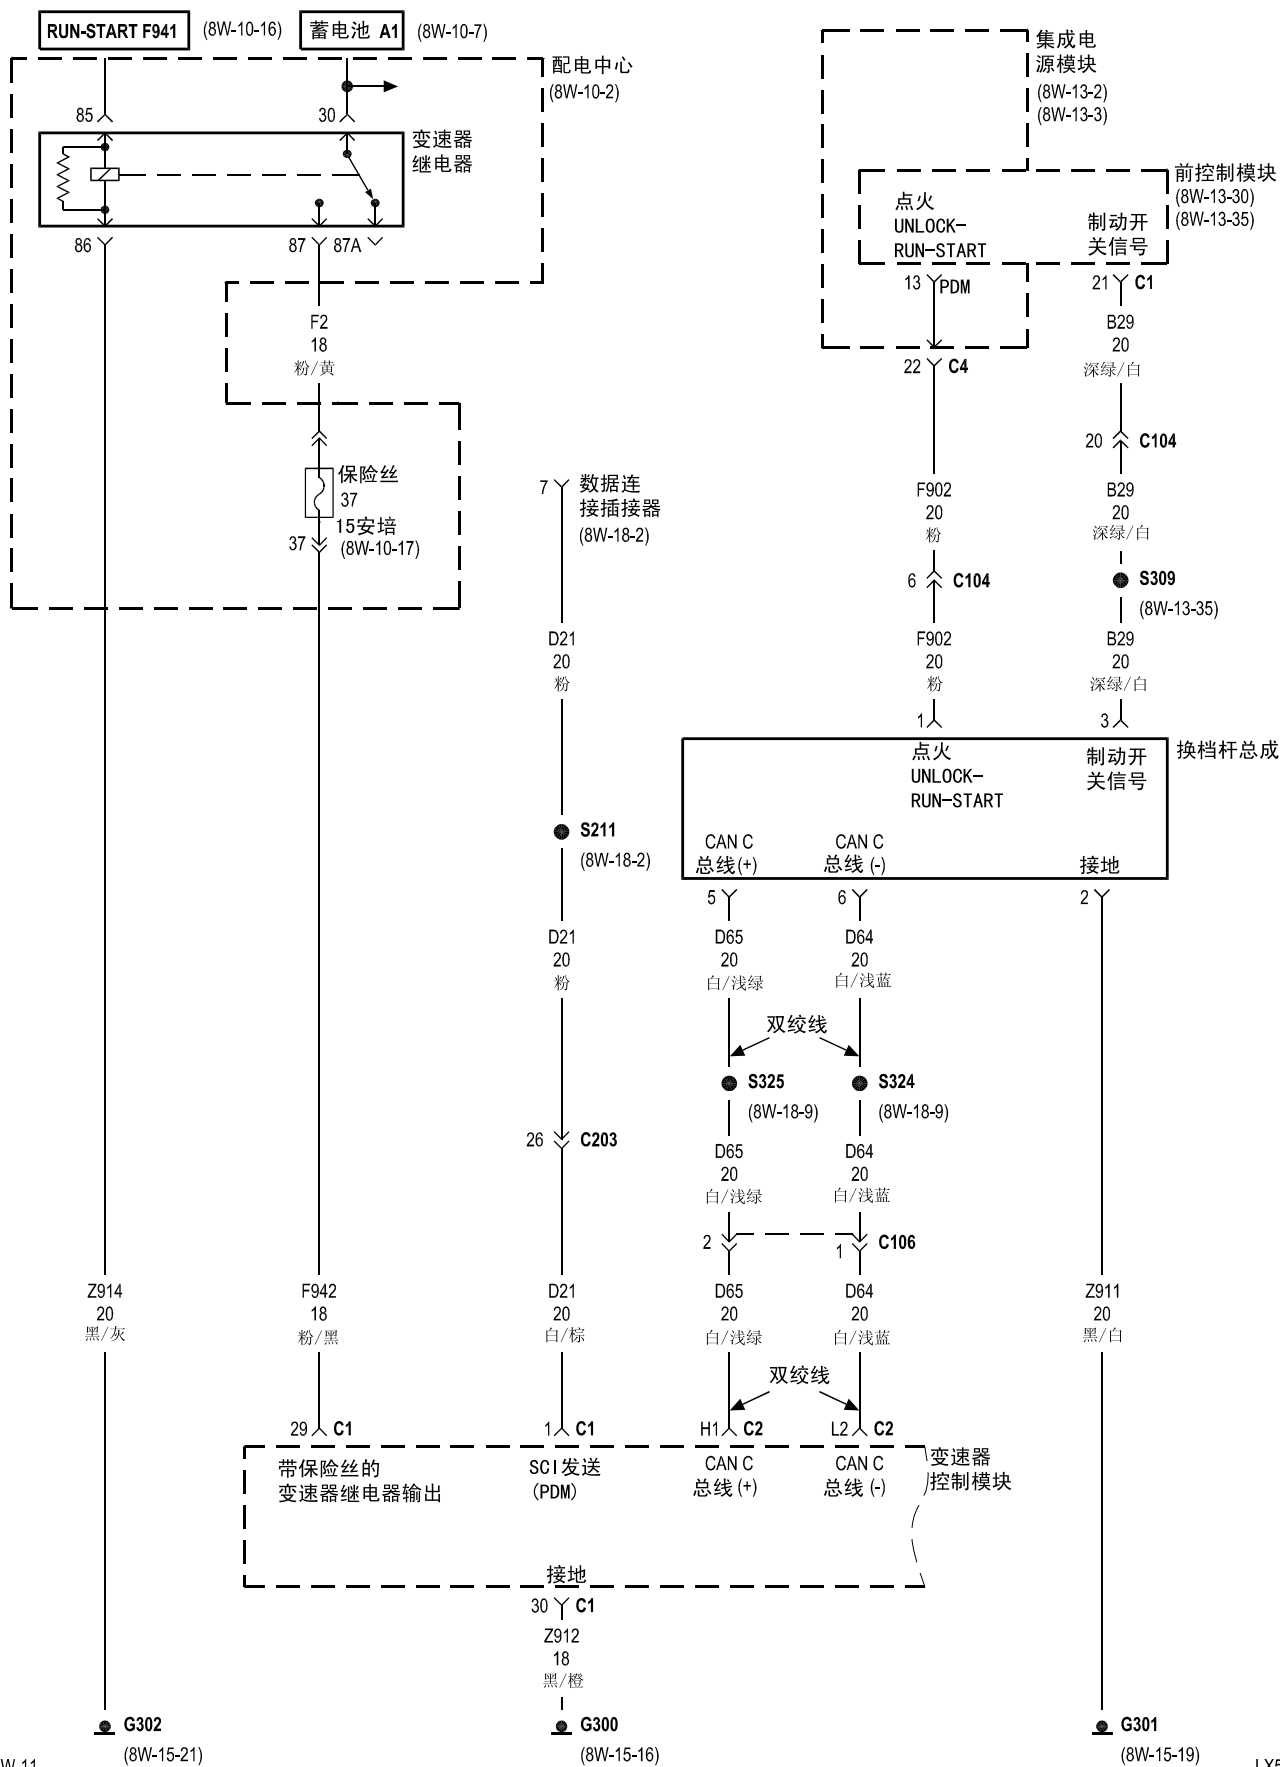 RUN-START F941
(8W-10-16)
蓄电池 A1
(8W-10-7)
配电中心
(8W-10-2)
85
30
变速器
继电器
86
87
87A
F2
18
粉/黄
保险丝
37
15安培
(8W-10-17)
37
集成电
源模块
(8W-13-2)
(8W-13-3)
前控制模块
(8W-13-30)
(8W-13-35)
点火
UNLOCK-
RUN-START
制动开
关信号
13
PDM
21
C1
B29
20
深绿/白
22
C4
20
C104
F902
20
粉
B29
20
深绿/白
6
C104
S309
(8W-13-35)
F902
20
粉
B29
20
深绿/白
1
3
7
数据连
接插接器
(8W-18-2)
D21
20
粉
S211
(8W-18-2)
D21
20
粉
26
C203
换档杆总成
点火
UNLOCK-
RUN-START
制动开
关信号
CAN C
总线(+)
CAN C
总线(-)
接地
5
6
2
D65
20
白/浅绿
D64
20
白/浅蓝
双绞线
S325
(8W-18-9)
S324
(8W-18-9)
D65
20
白/浅绿
D64
20
白/浅蓝
2
1
C106
Z914
20
黑/灰
F942
18
粉/黑
D21
20
白/棕
D65
20
白/浅绿
D64
20
白/浅蓝
Z911
20
黑/白
双绞线
29
C1
1
C1
H1
C2
L2
C2
变速器
控制模块
带保险丝的
变速器继电器输出
SCI发送
(PDM)
CAN C
总线(+)
CAN C
总线(-)
接地
30
C1
Z912
18
黑/橙
G302
(8W-15-21)
G300
(8W-15-16)
G301
(8W-15-19)